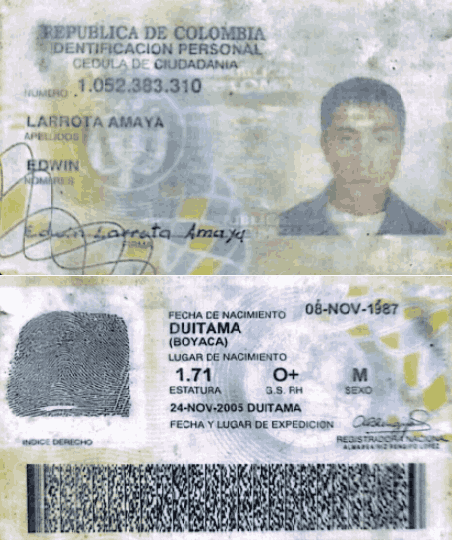 REPUBLICA DE COLOMBIA
IDENTIFICACION PERSONAL
CEDULA DE CIUDADANIA
NUMERO 1.052.383.310
LARROTA AMAYA
APELLIDOS
EDWIN
NOMBRES
Edwin Larrota Amaya
FIRMA
FECHA DE NACIMIENTO 08-NOV-1987
DUITAMA
(BOYACA)
LUGAR DE NACIMIENTO
1.71 O+ M
ESTATURA G.S. RH SEXO
24-NOV-2005 DUITAMA
FECHA Y LUGAR DE EXPEDICION
INDICE DERECHO
REGISTRADORA NACIONAL